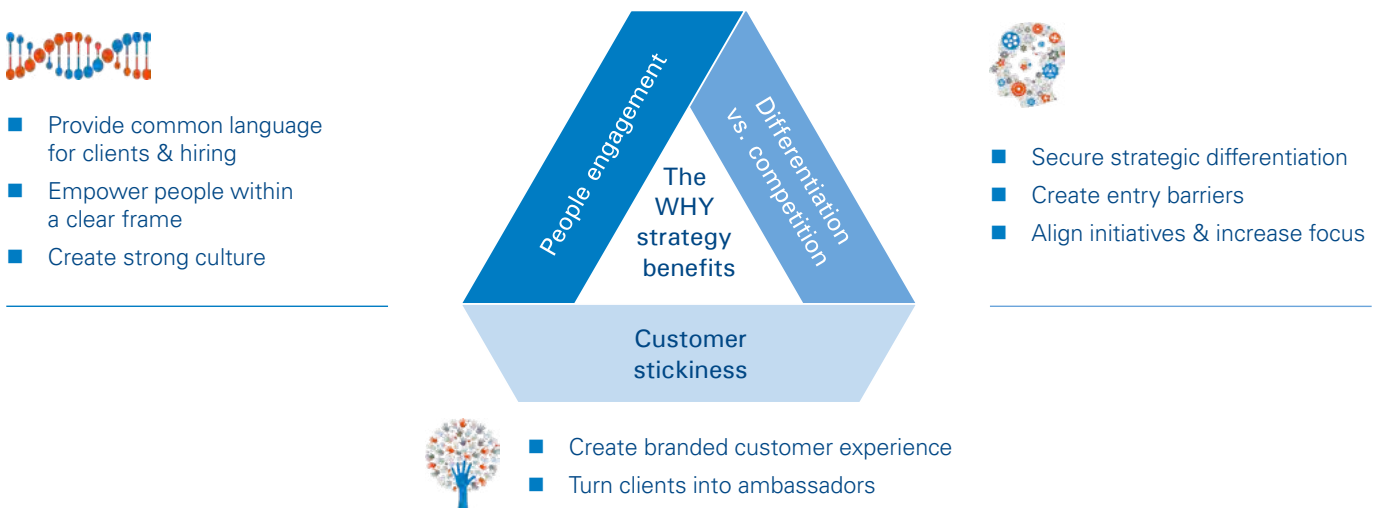 Provide common language
for clients & hiring
Empower people within
a clear frame
Create strong culture
People engagement
The
WHY
strategy
benefits
Differentiation
vs. competition
Customer
stickiness
Secure strategic differentiation
Create entry barriers
Align initiatives & increase focus
Create branded customer experience
Turn clients into ambassadors